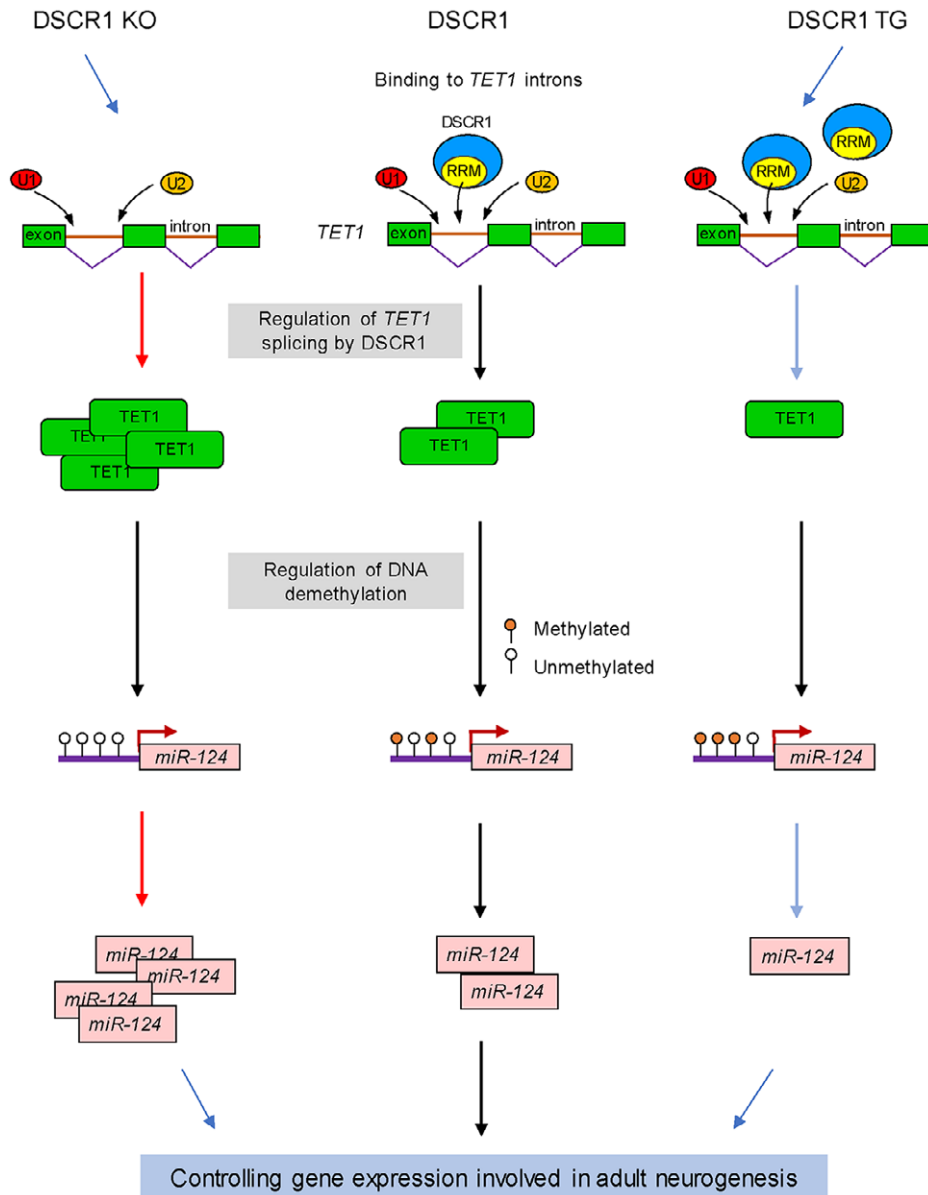 DSCR1 KO
DSCR1
DSCR1 TG
Binding to TET1 introns
DSCR1
RRM
RRM
RRM
U1
U2
U1
U2
U1
U2
exon
intron
TET1
exon
intron
exon
intron
Regulation of TET1
splicing by DSCR1
TET1
TET1
TET1
TET1
TET1
TET1
TET1
Regulation of DNA
demethylation
Methylated
Unmethylated
miR-124
miR-124
miR-124
miR-124
miR-124
miR-124
miR-124
miR-124
miR-124
miR-124
Controlling gene expression involved in adult neurogenesis